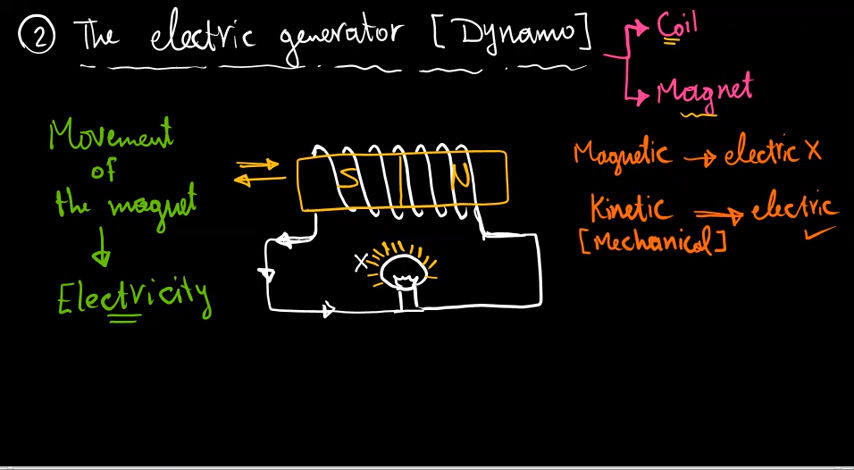 ② The electric generator [Dynamo]
Coil
Magnet
Movement
of
the magnet
Electricity
S N
X
Magnetic → electric X
Kinetic → electric
[Mechanical] ✓